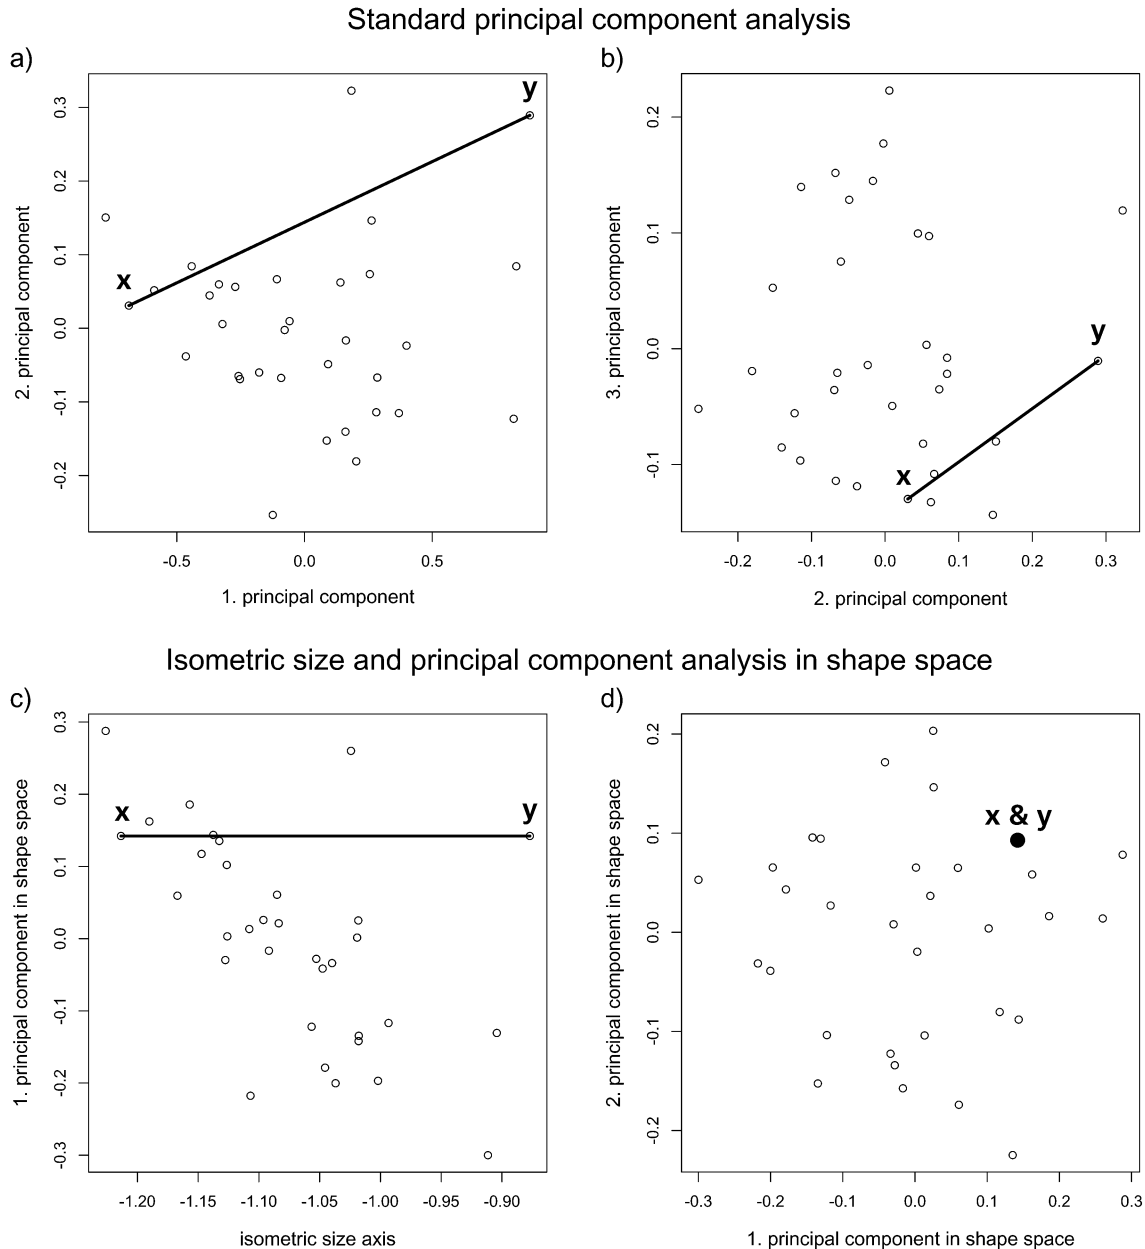 Standard principal component analysis
a)
b)
y
x
0.3
0.2
0.1
0.0
-0.1
-0.2
2. principal component
-0.5
0.0
0.5
1. principal component
y
x
0.2
0.1
0.0
-0.1
3. principal component
-0.2
-0.1
0.0
0.1
0.2
0.3
2. principal component
Isometric size and principal component analysis in shape space
c)
d)
x
y
0.3
0.2
0.1
0.0
-0.1
-0.2
-0.3
1. principal component in shape space
-1.20
-1.15
-1.10
-1.05
-1.00
-0.95
-0.90
isometric size axis
x & y
0.2
0.1
0.0
-0.1
-0.2
2. principal component in shape space
-0.3
-0.2
-0.1
0.0
0.1
0.2
0.3
1. principal component in shape space